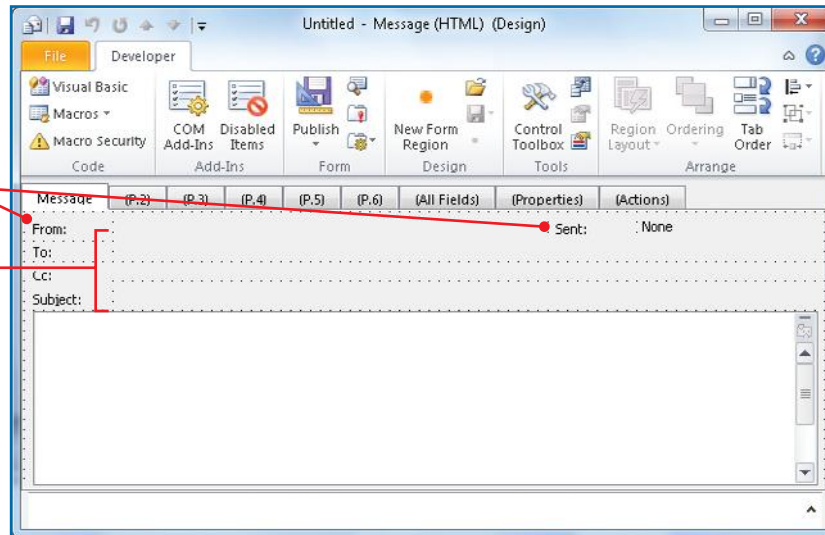 Untitled - Message (HTML) (Design)
File Developer
Visual Basic
Macros
Macro Security
COM Add-Ins
Disabled Items
Publish
New Form Region
Control Toolbox
Region Layout
Ordering
Tab Order
Code Add-Ins Form Design Tools Arrange
Message (P.2) (P.3) (P.4) (P.5) (P.6) (All Fields) (Properties) (Actions)
From: Sent: None
To:
Cc:
Subject: